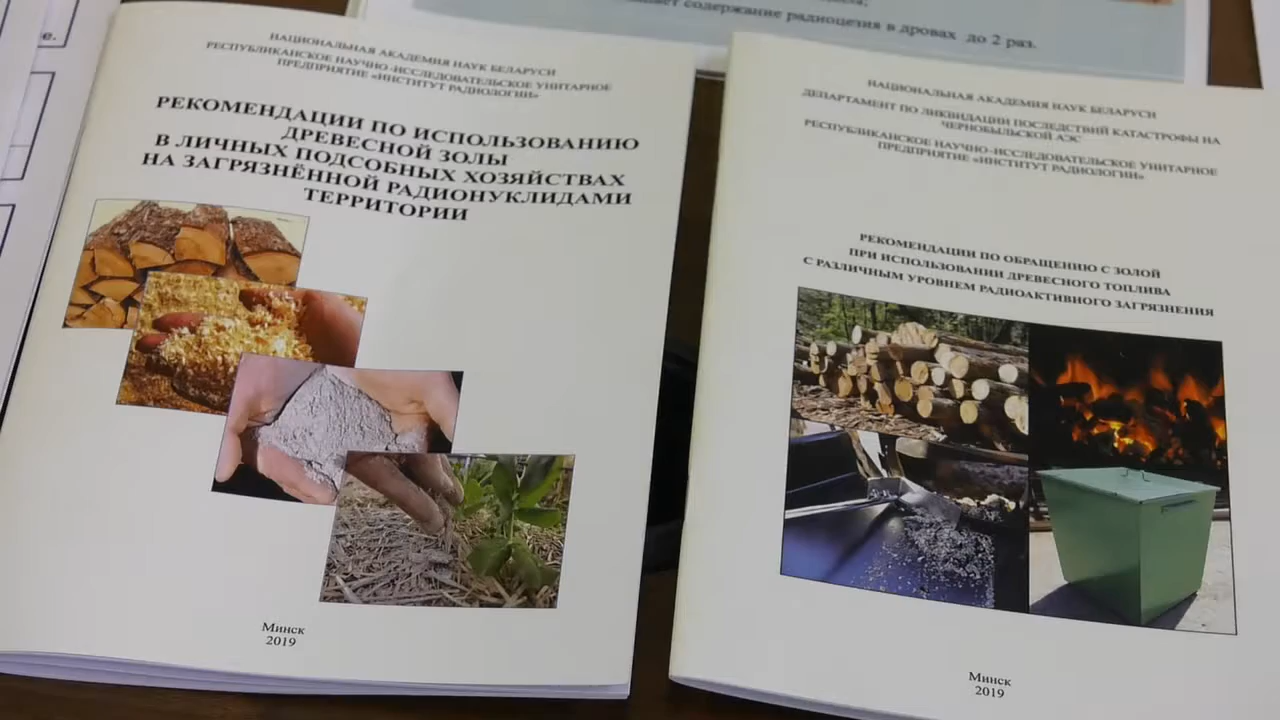 е.
содержание радиоцезия в дровах до 2 раз.
НАЦИОНАЛЬНАЯ АКАДЕМИЯ НАУК БЕЛАРУСИ
РЕСПУБЛИКАНСКОЕ НАУЧНО-ИССЛЕДОВАТЕЛЬСКОЕ УНИТАРНОЕ
ПРЕДПРИЯТИЕ «ИНСТИТУТ РАДИОЛОГИИ»
РЕКОМЕНДАЦИИ ПО ИСПОЛЬЗОВАНИЮ
ДРЕВЕСНОЙ ЗОЛЫ
В ЛИЧНЫХ ПОДСОБНЫХ ХОЗЯЙСТВАХ
НА ЗАГРЯЗНЁННОЙ РАДИОНУКЛИДАМИ
ТЕРРИТОРИИ
Минск
2019
НАЦИОНАЛЬНАЯ АКАДЕМИЯ НАУК БЕЛАРУСИ
ДЕПАРТАМЕНТ ПО ЛИКВИДАЦИИ ПОСЛЕДСТВИЙ КАТАСТРОФЫ НА
ЧЕРНОБЫЛЬСКОЙ АЭС
РЕСПУБЛИКАНСКОЕ НАУЧНО-ИССЛЕДОВАТЕЛЬСКОЕ УНИТАРНОЕ
ПРЕДПРИЯТИЕ «ИНСТИТУТ РАДИОЛОГИИ»
РЕКОМЕНДАЦИИ ПО ОБРАЩЕНИЮ С ЗОЛОЙ
ПРИ ИСПОЛЬЗОВАНИИ ДРЕВЕСНОГО ТОПЛИВА
С РАЗЛИЧНЫМ УРОВНЕМ РАДИОАКТИВНОГО ЗАГРЯЗНЕНИЯ
Минск
2019